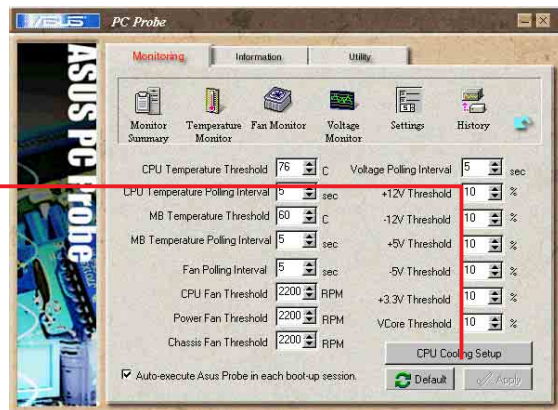 ASUS PC Probe
ASUS PC Probe
Monitoring Information Utility
Monitor Summary
Temperature Monitor
Fan Monitor
Voltage Monitor
Settings
History
CPU Temperature Threshold 76 C
CPU Temperature Polling Interval 5 sec
MB Temperature Threshold 60 C
MB Temperature Polling Interval 5 sec
Fan Polling Interval 5 sec
CPU Fan Threshold 2200 RPM
Power Fan Threshold 2200 RPM
Chassis Fan Threshold 2200 RPM
Voltage Polling Interval 5 sec
+12V Threshold 10 %
-12V Threshold 10 %
+5V Threshold 10 %
-5V Threshold 10 %
+3.3V Threshold 10 %
VCore Threshold 10 %
CPU Cooling Setup
Auto-execute Asus Probe in each boot-up session.
Default Apply